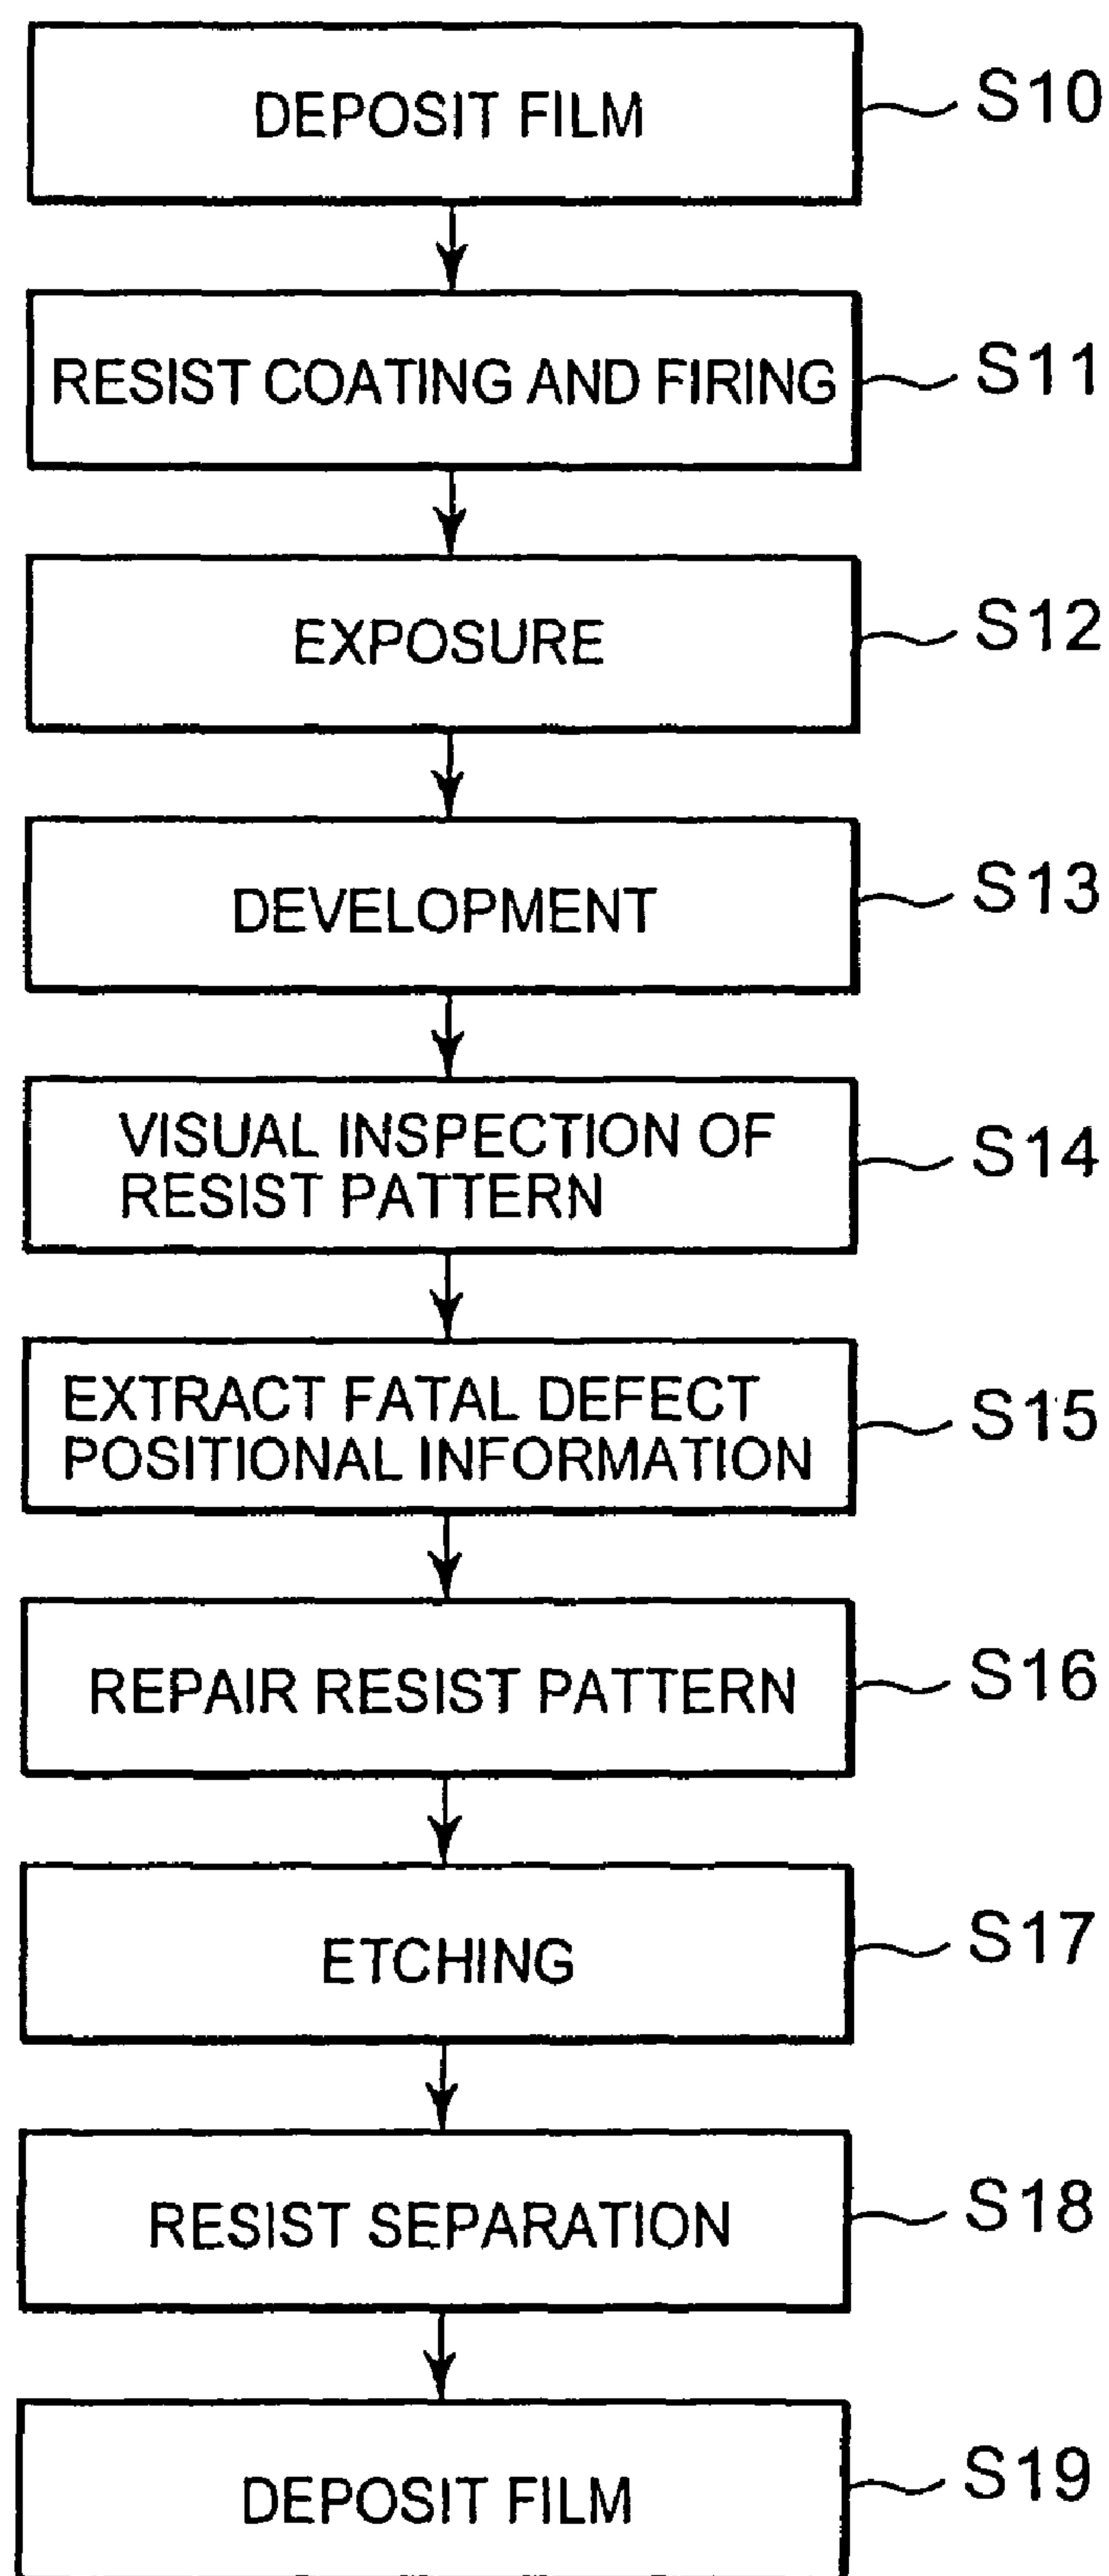 DEPOSIT FILM
S10
RESIST COATING AND FIRING
S11
EXPOSURE
S12
DEVELOPMENT
S13
VISUAL INSPECTION OF
RESIST PATTERN
S14
EXTRACT FATAL DEFECT
POSITIONAL INFORMATION
S15
REPAIR RESIST PATTERN
S16
ETCHING
S17
RESIST SEPARATION
S18
DEPOSIT FILM
S19